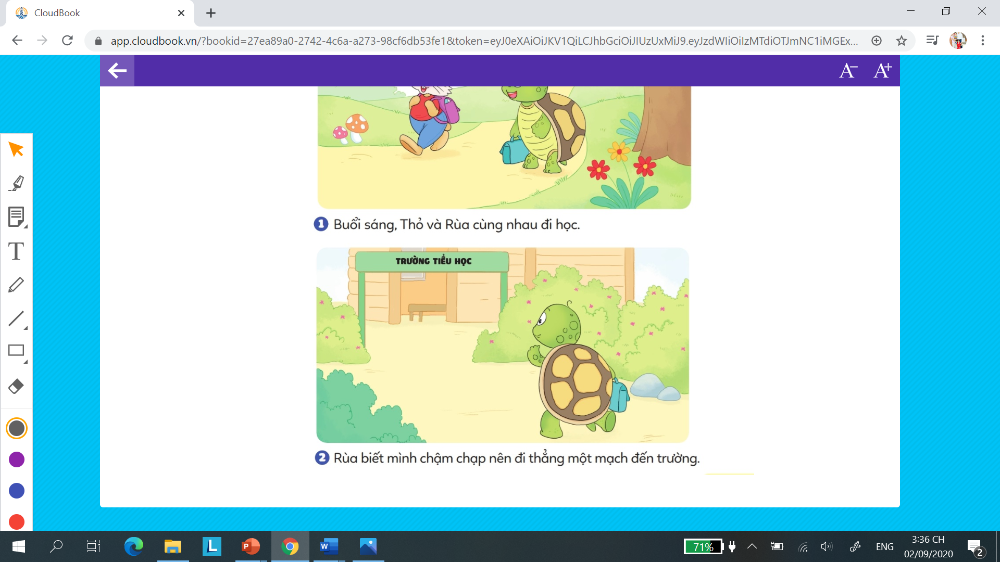 CloudBook
app.cloudbook.vn/?bookid=27ea89a0-2742-4c6a-a273-98cf6db53fe1&token=eyJ0eXAiOiJKV1QiLCJhbGciOiJIUzUxMiJ9.eyJzdWIiOiIzMTdiOTJmNC1iMGEx...
A- A+
1 Buổi sáng, Thỏ và Rùa cùng nhau đi học.
TRƯỜNG TIỂU HỌC
2 Rùa biết mình chậm chạp nên đi thẳng một mạch đến trường.
T
L P W 71% ENG 3:36 CH
02/09/2020 2